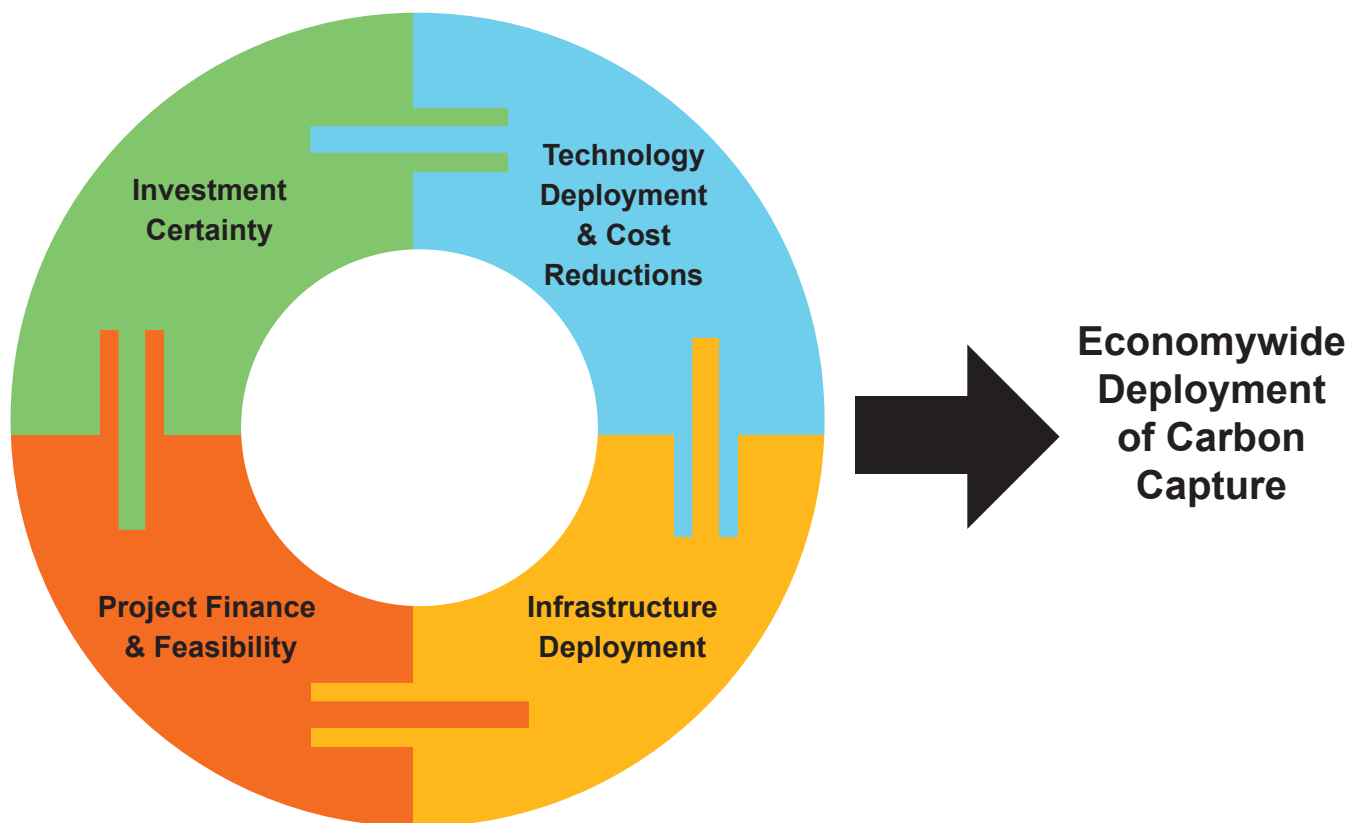 Investment
Certainty
Technology
Deployment
& Cost
Reductions
Project Finance
& Feasibility
Infrastructure
Deployment
Economywide
Deployment
of Carbon
Capture